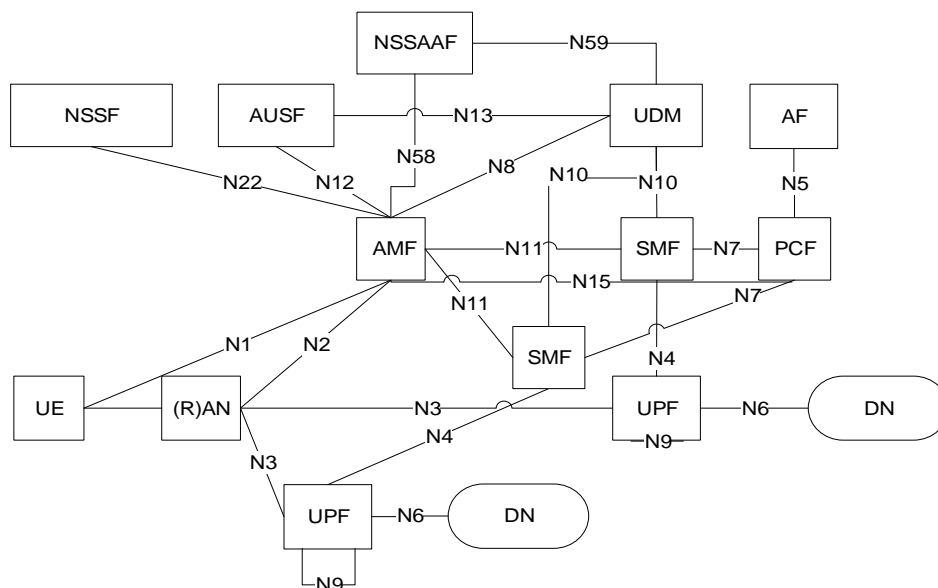 NSSAAF
N59
NSSF
AUSF
N13
UDM
AF
N58
N22
N12
N8
N10
N10
N5
AMF
N11
SMF
N7
PCF
N15
N11
N7
N1
N2
SMF
N4
UE
(R)AN
N3
UPF
N6
DN
N4
N9
N3
UPF
N6
DN
N9